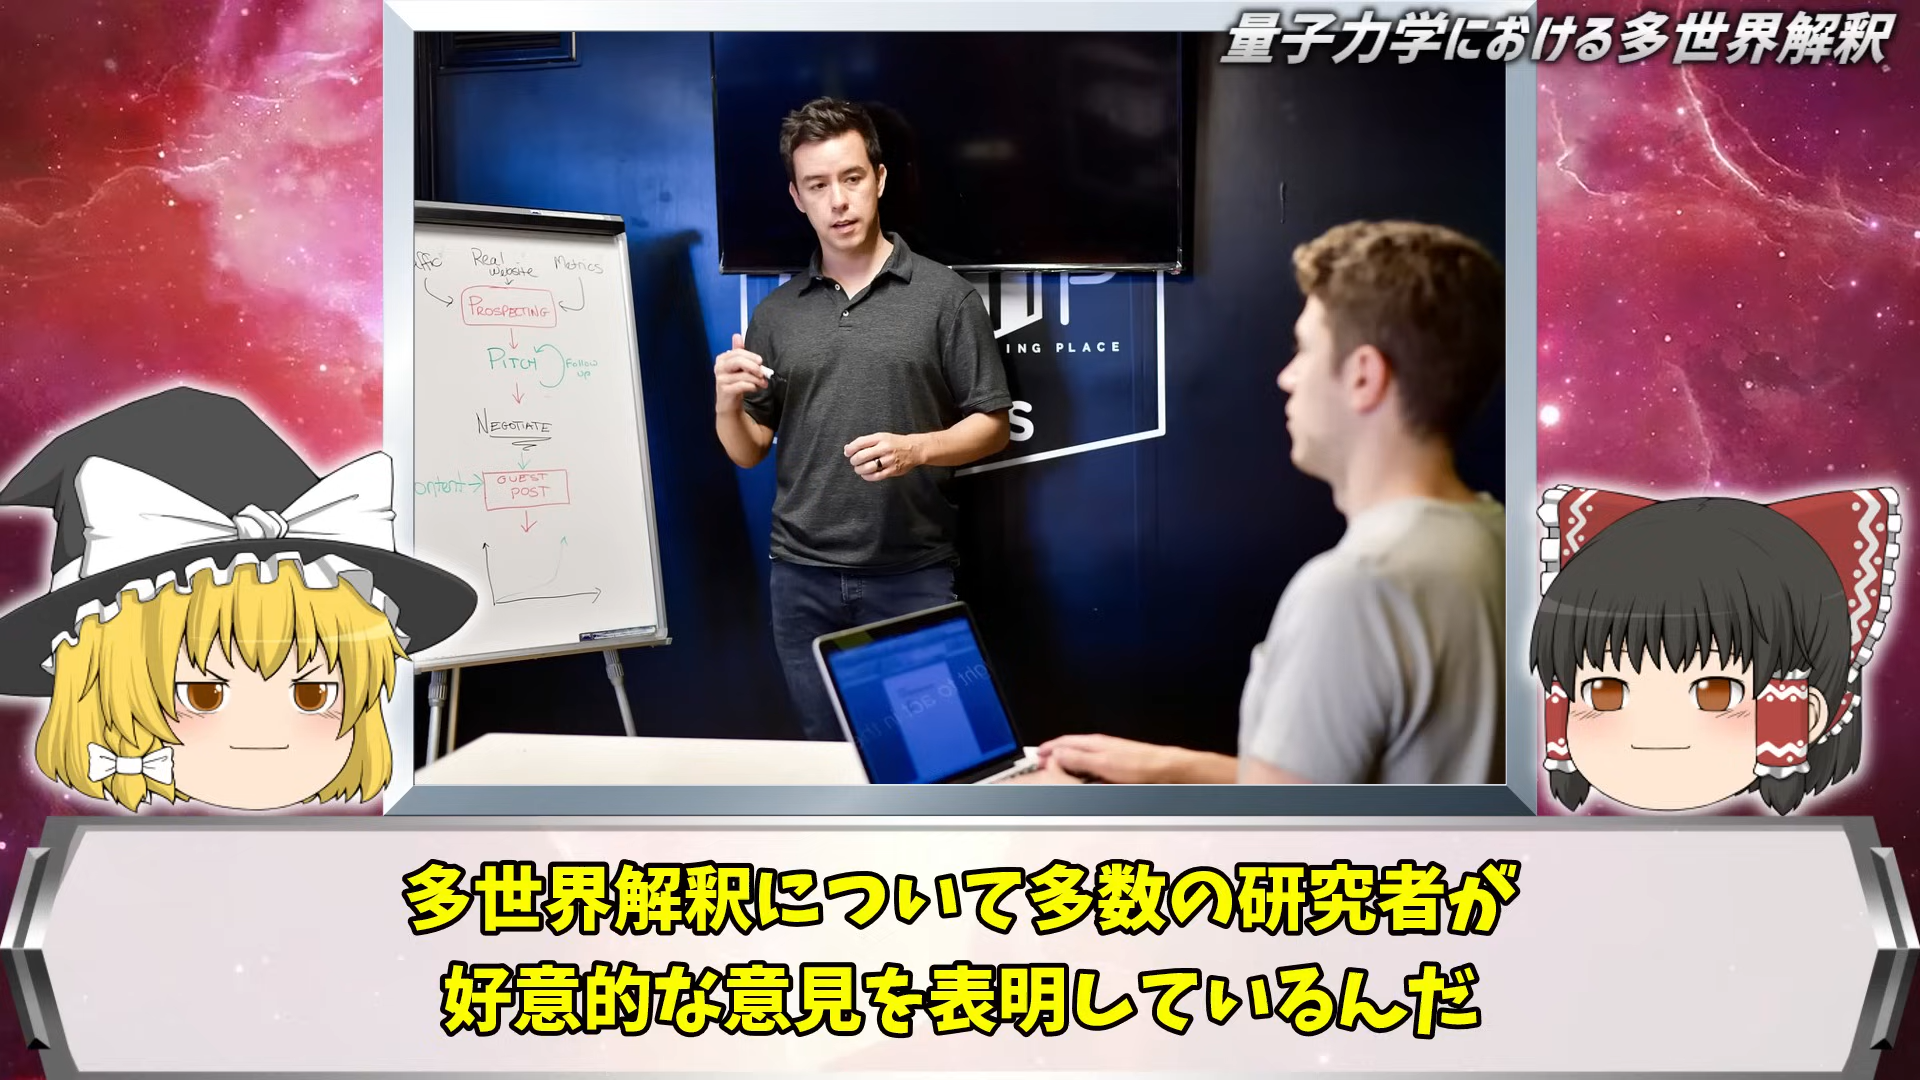 量子力学における多世界解釈
Real
Website
Metrics
PROSPECTING
PITCH
Follow
up
NEGOTIATE
GUEST
POST
ING PLACE
S
多世界解釈について多数の研究者が
好意的な意見を表明しているんだ